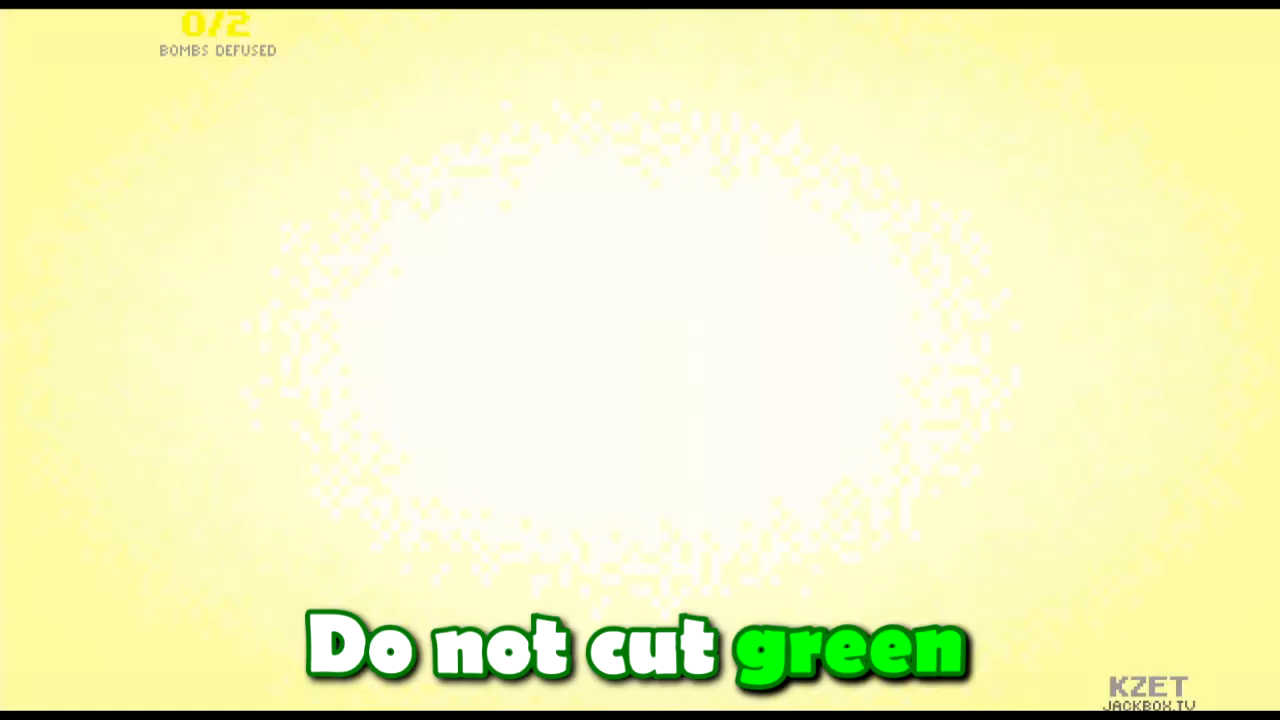 0/2
BOMBS DEFUSED
Do not cut green
KZET
JACKBOX.TV